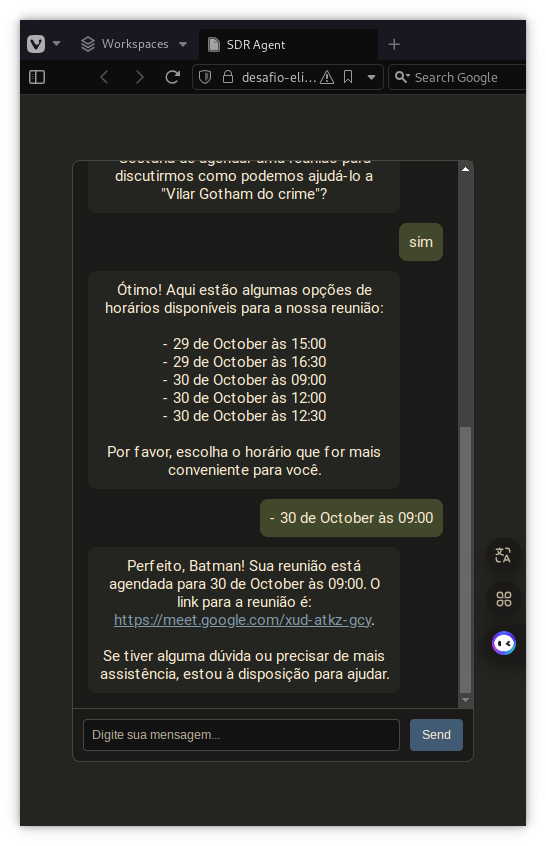 Workspaces
SDR Agent
desafio-eli...
Search Google
Gostaria de agendar uma reunião para
discutirmos como podemos ajudá-lo a
"Vilar Gotham do crime"?
sim
Ótimo! Aqui estão algumas opções de
horários disponíveis para a nossa reunião:
- 29 de October às 15:00
- 29 de October às 16:30
- 30 de October às 09:00
- 30 de October às 12:00
- 30 de October às 12:30
Por favor, escolha o horário que for mais
conveniente para você.
- 30 de October às 09:00
Perfeito, Batman! Sua reunião está
agendada para 30 de October às 09:00. O
link para a reunião é:
https://meet.google.com/xud-atkz-gcy.
Se tiver alguma dúvida ou precisar de mais
assistência, estou à disposição para ajudar.
Digite sua mensagem...
Send